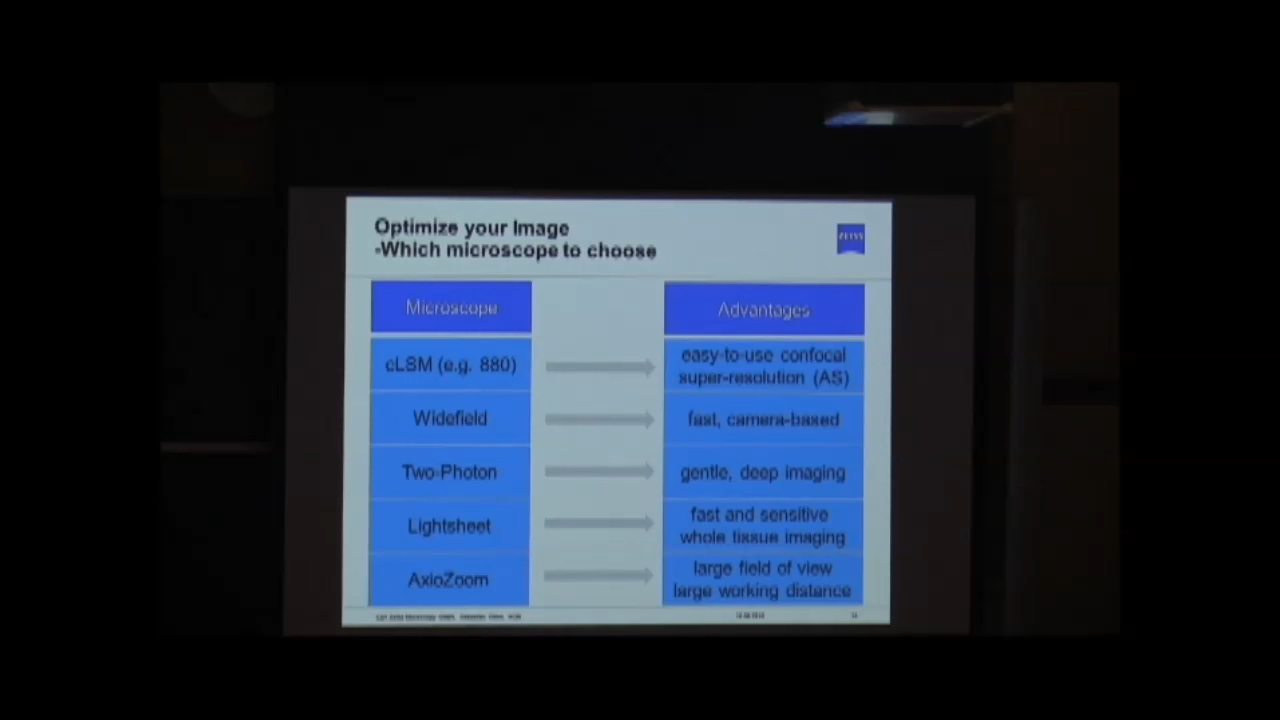 Optimize your Image
-Which microscope to choose
ZEISS
Microscope
Advantages
cLSM (e.g. 880)
easy-to-use confocal
super-resolution (AS)
Widefield
fast, camera-based
Two-Photon
gentle, deep imaging
Lightsheet
fast and sensitive
whole tissue imaging
AxioZoom
large field of view
large working distance